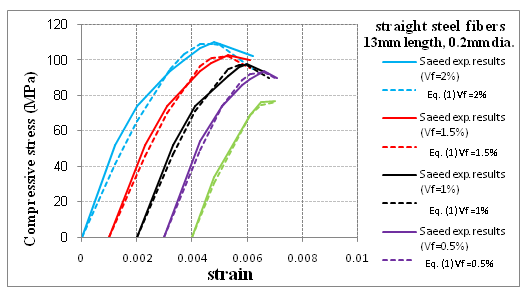 straight steel fibers
13mm length, 0.2mm dia.
120
100
80
60
40
20
0
Compressive stress (MPa)
0
0.002
0.004
0.006
0.008
0.01
strain
Saeed exp. results
(Vf=2%)
Eq. (1) Vf =2%
Saeed exp. results
(Vf=1.5%)
Eq. (1) Vf =1.5%
Saeed exp. results
(Vf=1%)
Eq. (1) Vf =1%
Saeed exp. results
(Vf=0.5%)
Eq. (1) Vf =0.5%